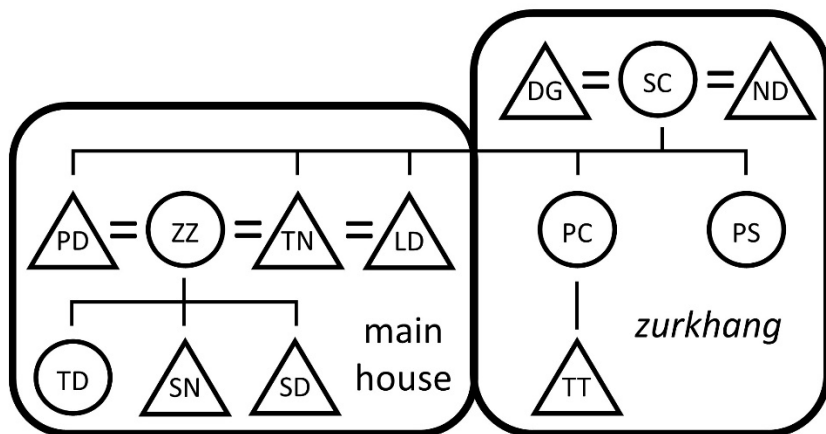 DG = SC = ND
PD = ZZ = TN = LD
PC
PS
TD
SN
SD
main
house
zurkhang
TT